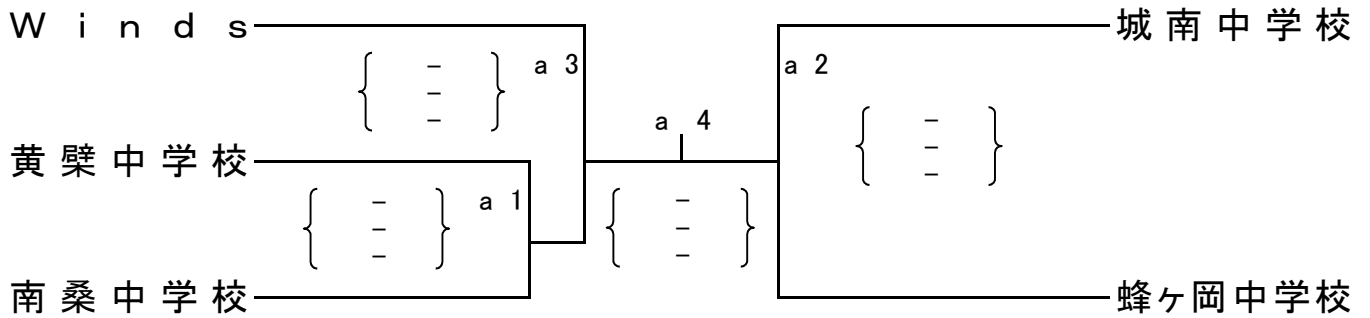 Ｗｉｎｄｓ
城南中学校
ａ３
ａ２
{ － }
{ － }
{ － }
ａ　４
{ － }
{ － }
{ － }
黄檗中学校
ａ１
{ － }
{ － }
{ － }
{ － }
{ － }
{ － }
南桑中学校
蜂ヶ岡中学校